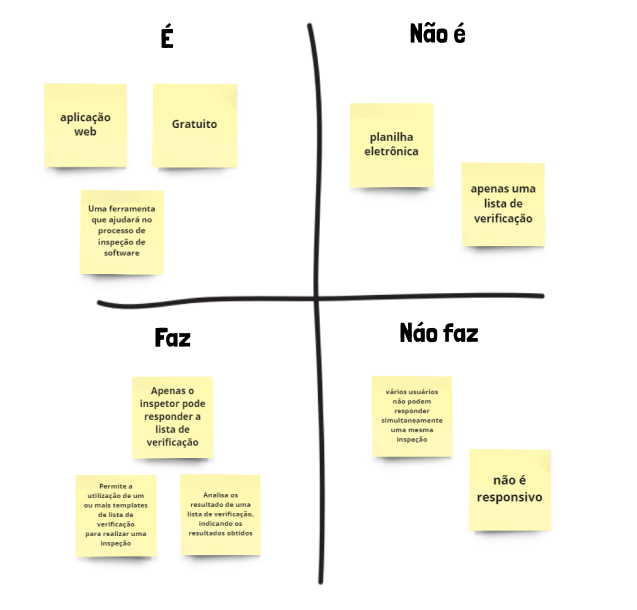 É
aplicação
web
Gratuito
Uma ferramenta
que ajudará no
processo de
inspeção de
software
Não é
planilha
eletrônica
apenas uma
lista de
verificação
Faz
Apenas o
inspetor pode
responder a
lista de
verificação
Permite a
utilização de um
ou mais templates
de lista de
verificação
para realizar uma
inspeção
Analisa os
resultado de uma
lista de verificação,
indicando os
resultados obtidos
Náo faz
vários usuários
não podem
responder
simultaneamente
uma mesma
inspeção
não é
responsivo